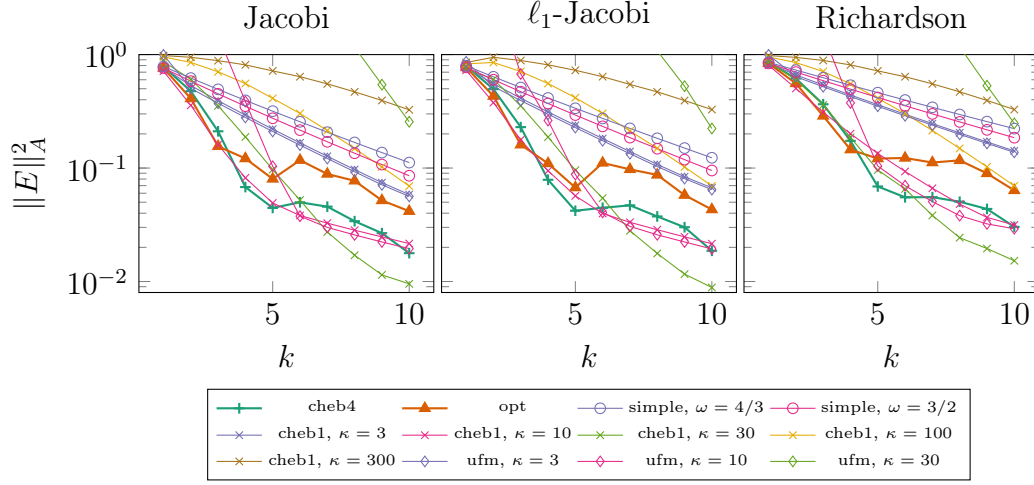 Jacobi ℓ₁-Jacobi Richardson
10⁰
10⁻¹
10⁻²
||E||²_A
5 10 5 10 5 10
k k k
cheb4 opt simple, ω = 4/3 simple, ω = 3/2
cheb1, κ = 3 cheb1, κ = 10 cheb1, κ = 30 cheb1, κ = 100
cheb1, κ = 300 ufm, κ = 3 ufm, κ = 10 ufm, κ = 30